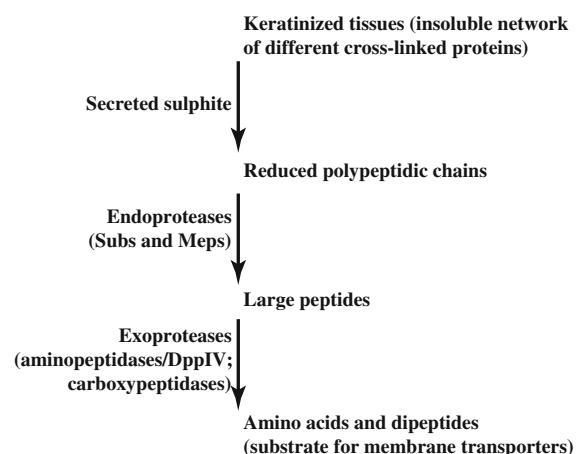 Keratinized tissues (insoluble network
of different cross-linked proteins)
Secreted sulphite
Reduced polypeptidic chains
Endoproteases
(Subs and Meps)
Large peptides
Exoproteases
(aminopeptidases/DppIV;
carboxypeptidases)
Amino acids and dipeptides
(substrate for membrane transporters)